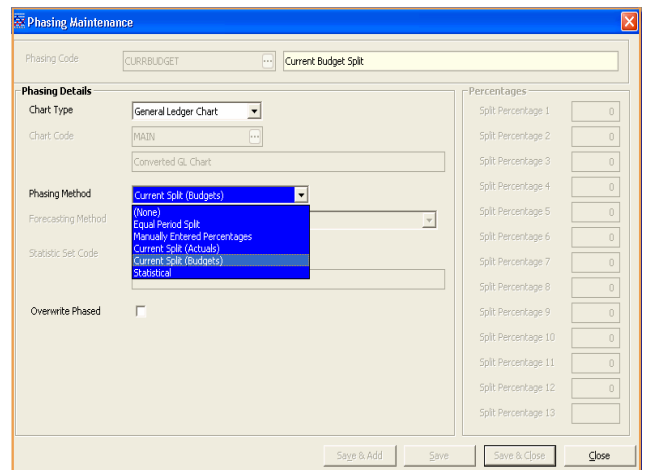 Phasing Maintenance
Phasing Code CURRBUDGET ... Current Budget Split
Phasing Details
Chart Type General Ledger Chart
Chart Code MAIN ...
Converted GL Chart
Phasing Method Current Split (Budgets)
(None)
Equal Period Split
Manually Entered Percentages
Current Split (Actuals)
Current Split (Budgets)
Statistical
Forecasting Method
Statistic Set Code
Overwrite Phased
Percentages
Split Percentage 1 0
Split Percentage 2 0
Split Percentage 3 0
Split Percentage 4 0
Split Percentage 5 0
Split Percentage 6 0
Split Percentage 7 0
Split Percentage 8 0
Split Percentage 9 0
Split Percentage 10 0
Split Percentage 11 0
Split Percentage 12 0
Split Percentage 13
Save & Add Save Save & Close Close